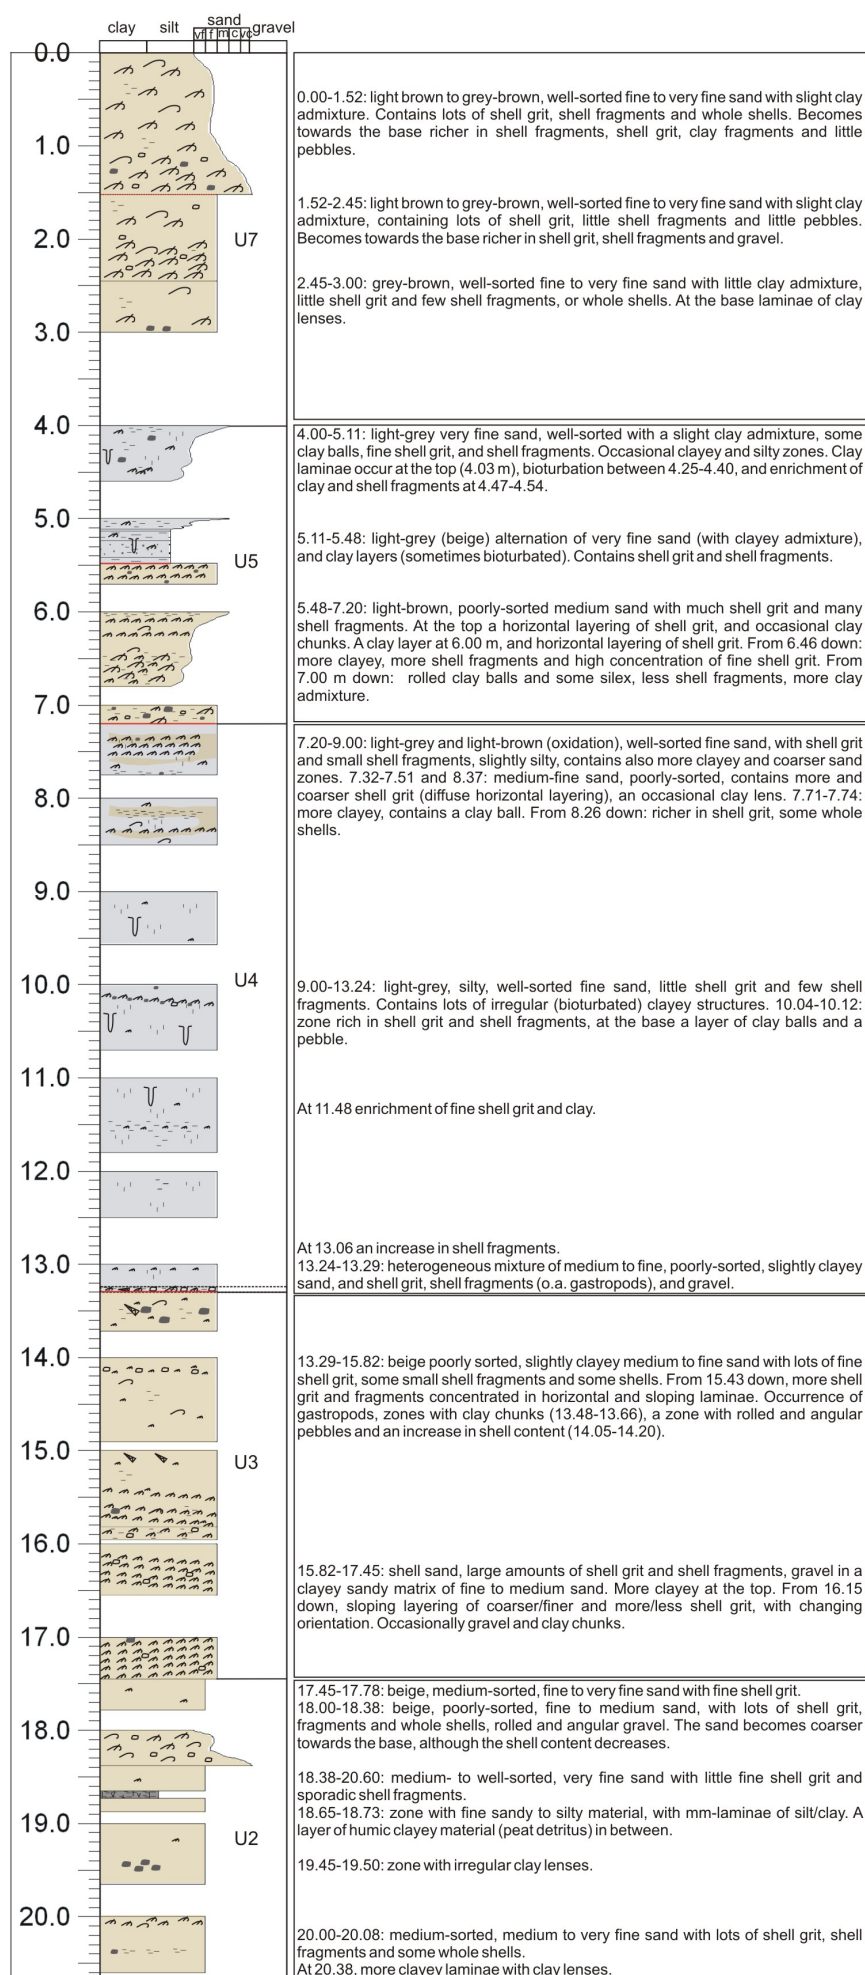 clay silt sand gravel
vf f m c vc
0.0
0.00-1.52: light brown to grey-brown, well-sorted fine to very fine sand with slight clay
admixture. Contains lots of shell grit, shell fragments and whole shells. Becomes
towards the base richer in shell fragments, shell grit, clay fragments and little
pebbles.
1.0
1.52-2.45: light brown to grey-brown, well-sorted fine to very fine sand with slight clay
admixture, containing lots of shell grit, little shell fragments and little pebbles.
Becomes towards the base richer in shell grit, shell fragments and gravel.
2.0
U7
2.45-3.00: grey-brown, well-sorted fine to very fine sand with little clay admixture,
little shell grit and few shell fragments, or whole shells. At the base laminae of clay
lenses.
3.0
4.0
4.00-5.11: light-grey very fine sand, well-sorted with a slight clay admixture, some
clay balls, fine shell grit, and shell fragments. Occasional clayey and silty zones. Clay
laminae occur at the top (4.03 m), bioturbation between 4.25-4.40, and enrichment of
clay and shell fragments at 4.47-4.54.
5.0
U5
5.11-5.48: light-grey (beige) alternation of very fine sand (with clayey admixture),
and clay layers (sometimes bioturbated). Contains shell grit and shell fragments.
6.0
5.48-7.20: light-brown, poorly-sorted medium sand with much shell grit and many
shell fragments. At the top a horizontal layering of shell grit, and occasional clay
chunks. A clay layer at 6.00 m, and horizontal layering of shell grit. From 6.46 down:
more clayey, more shell fragments and high concentration of fine shell grit. From
7.00 m down: rolled clay balls and some silex, less shell fragments, more clay
admixture.
7.0
7.20-9.00: light-grey and light-brown (oxidation), well-sorted fine sand, with shell grit
and small shell fragments, slightly silty, contains also more clayey and coarser sand
zones. 7.32-7.51 and 8.37: medium-fine sand, poorly-sorted, contains more and
coarser shell grit (diffuse horizontal layering), an occasional clay lens. 7.71-7.74:
more clayey, contains a clay ball. From 8.26 down: richer in shell grit, some whole
shells.
8.0
9.0
10.0
U4
9.00-13.24: light-grey, silty, well-sorted fine sand, little shell grit and few shell
fragments. Contains lots of irregular (bioturbated) clayey structures. 10.04-10.12:
zone rich in shell grit and shell fragments, at the base a layer of clay balls and a
pebble.
11.0
At 11.48 enrichment of fine shell grit and clay.
12.0
At 13.06 an increase in shell fragments.
13.0
13.24-13.29: heterogeneous mixture of medium to fine, poorly-sorted, slightly clayey
sand, and shell grit, shell fragments (o.a. gastropods), and gravel.
14.0
13.29-15.82: beige poorly sorted, slightly clayey medium to fine sand with lots of fine
shell grit, some small shell fragments and some shells. From 15.43 down, more shell
grit and fragments concentrated in horizontal and sloping laminae. Occurrence of
gastropods, zones with clay chunks (13.48-13.66), a zone with rolled and angular
pebbles and an increase in shell content (14.05-14.20).
15.0
U3
16.0
15.82-17.45: shell sand, large amounts of shell grit and shell fragments, gravel in a
clayey sandy matrix of fine to medium sand. More clayey at the top. From 16.15
down, sloping layering of coarser/finer and more/less shell grit, with changing
orientation. Occasionally gravel and clay chunks.
17.0
17.45-17.78: beige, medium-sorted, fine to very fine sand with fine shell grit.
18.00-18.38: beige, poorly-sorted, fine to medium sand, with lots of shell grit,
fragments and whole shells, rolled and angular gravel. The sand becomes coarser
towards the base, although the shell content decreases.
18.0
18.38-20.60: medium- to well-sorted, very fine sand with little fine shell grit and
sporadic shell fragments.
18.65-18.73: zone with fine sandy to silty material, with mm-laminae of silt/clay. A
layer of humic clayey material (peat detritus) in between.
19.0
U2
19.45-19.50: zone with irregular clay lenses.
20.0
20.00-20.08: medium-sorted, medium to very fine sand with lots of shell grit, shell
fragments and some whole shells.
At 20.38, more clayey laminae with clay lenses.